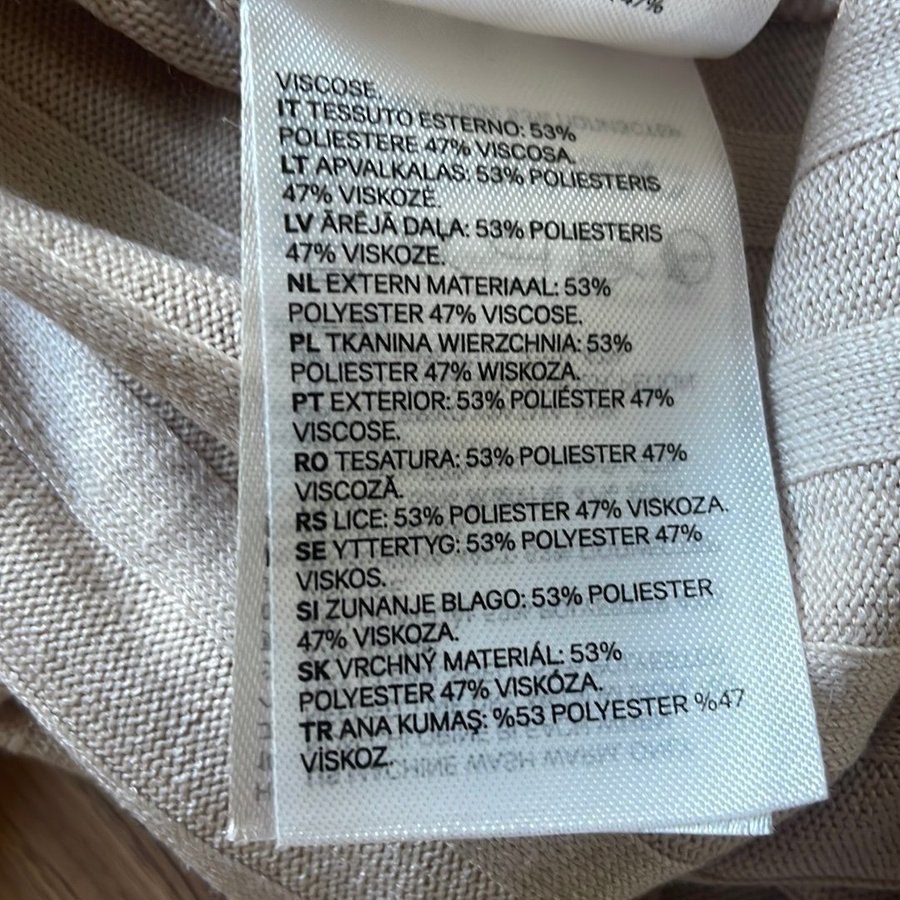 47%
VISCOSE.
IT TESSUTO ESTERNO: 53%
POLIESTERE 47% VISCOSA.
LT APVALKALAS: 53% POLIESTERIS
47% VISKOZĖ.
LV ĀRĒJĀ DAĻA: 53% POLIESTERIS
47% VISKOZE.
NL EXTERN MATERIAAL: 53%
POLYESTER 47% VISCOSE.
PL TKANINA WIERZCHNIA: 53%
POLIESTER 47% WISKOZA.
PT EXTERIOR: 53% POLIÉSTER 47%
VISCOSE.
RO TESATURA: 53% POLIESTER 47%
VISCOZĂ.
RS LICE: 53% POLIESTER 47% VISKOZA.
SE YTTERTYG: 53% POLYESTER 47%
VISKOS.
SI ZUNANJE BLAGO: 53% POLIESTER
47% VISKOZA.
SK VRCHNÝ MATERIÁL: 53%
POLYESTER 47% VISKÓZA.
TR ANA KUMAŞ: %53 POLYESTER %47
VİSKOZ.